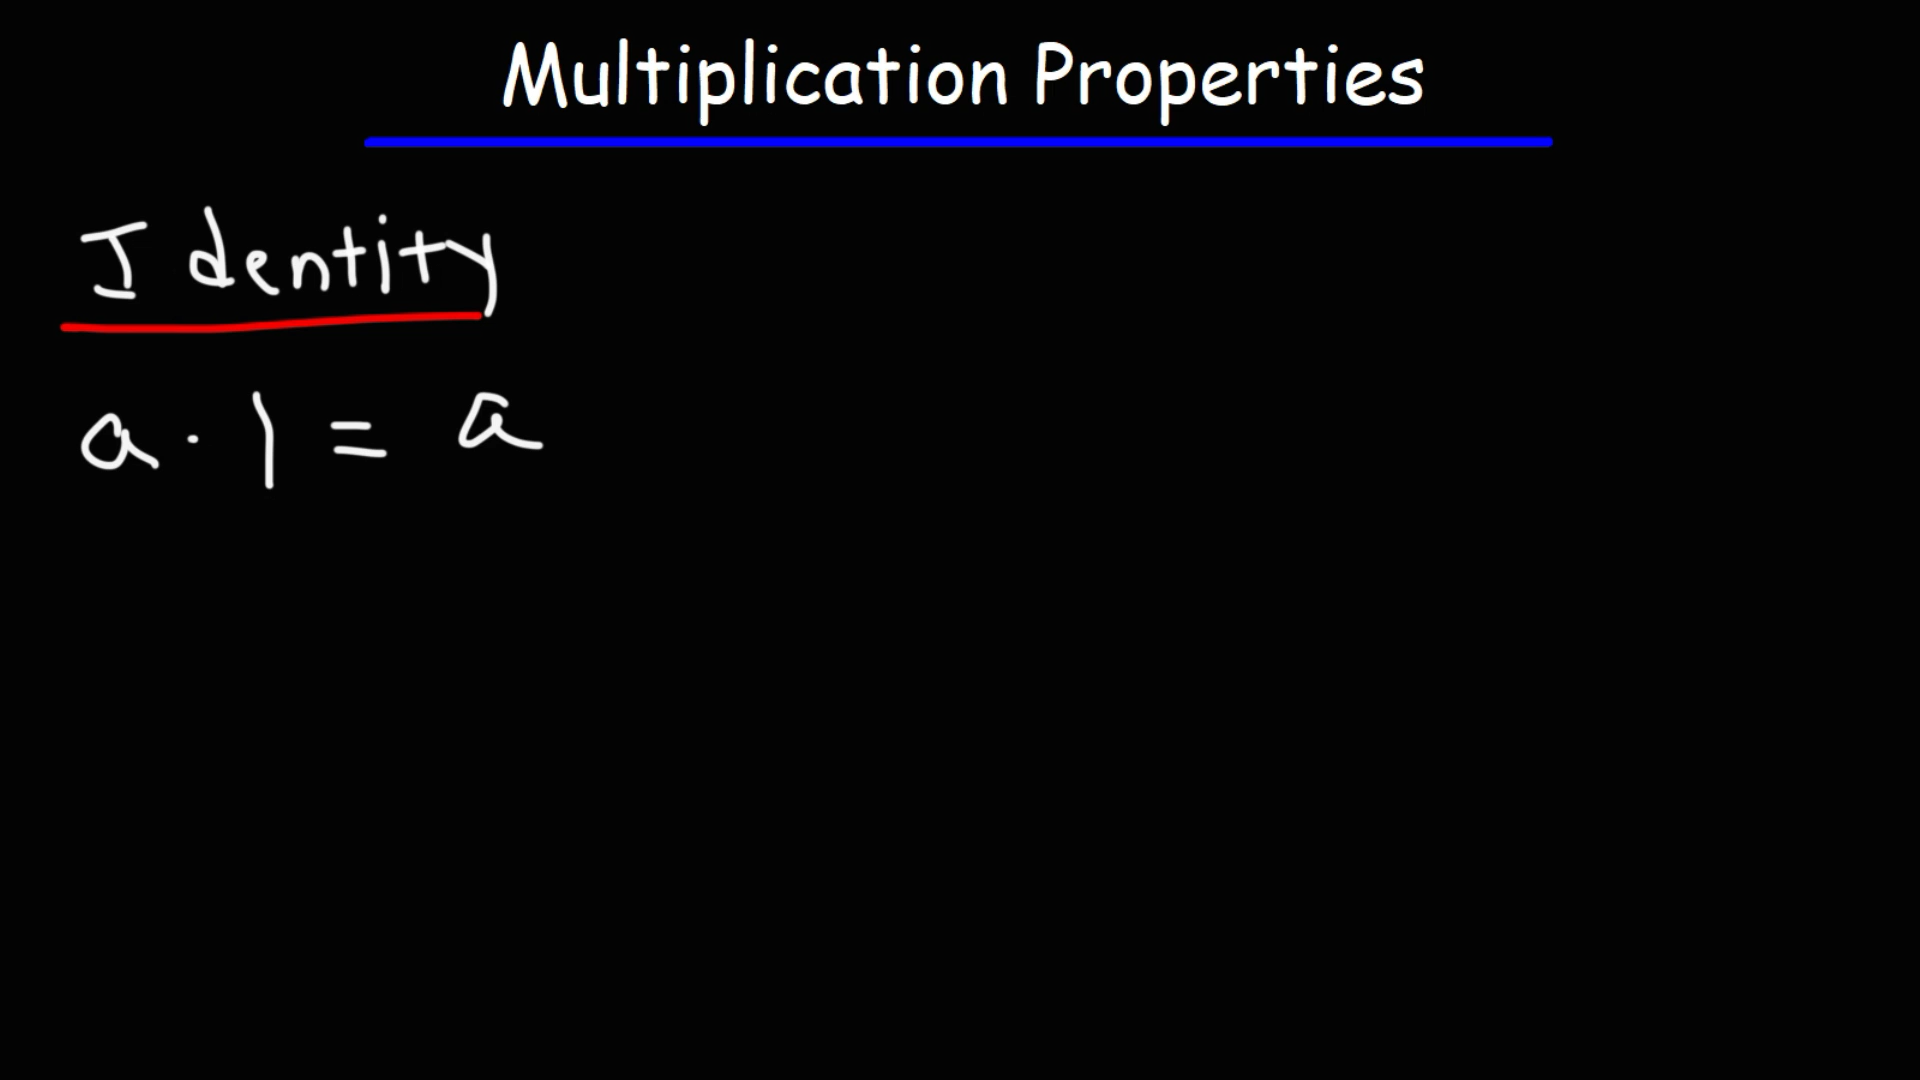 Multiplication Properties
Identity
a · 1 = a